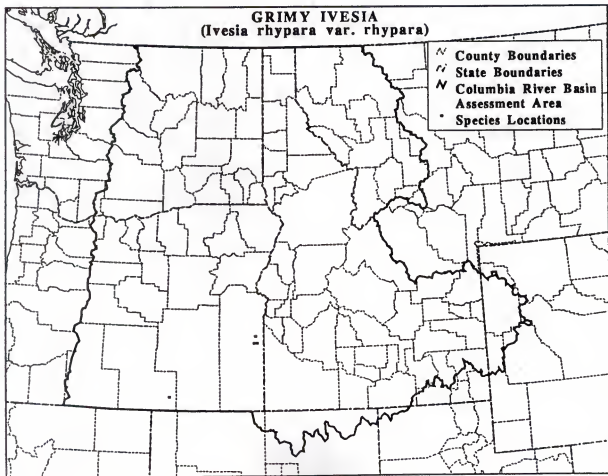 GRIMY IVESIA
(Ivesia rhypara var. rhypara)
County Boundaries
State Boundaries
Columbia River Basin
Assessment Area
Species Locations